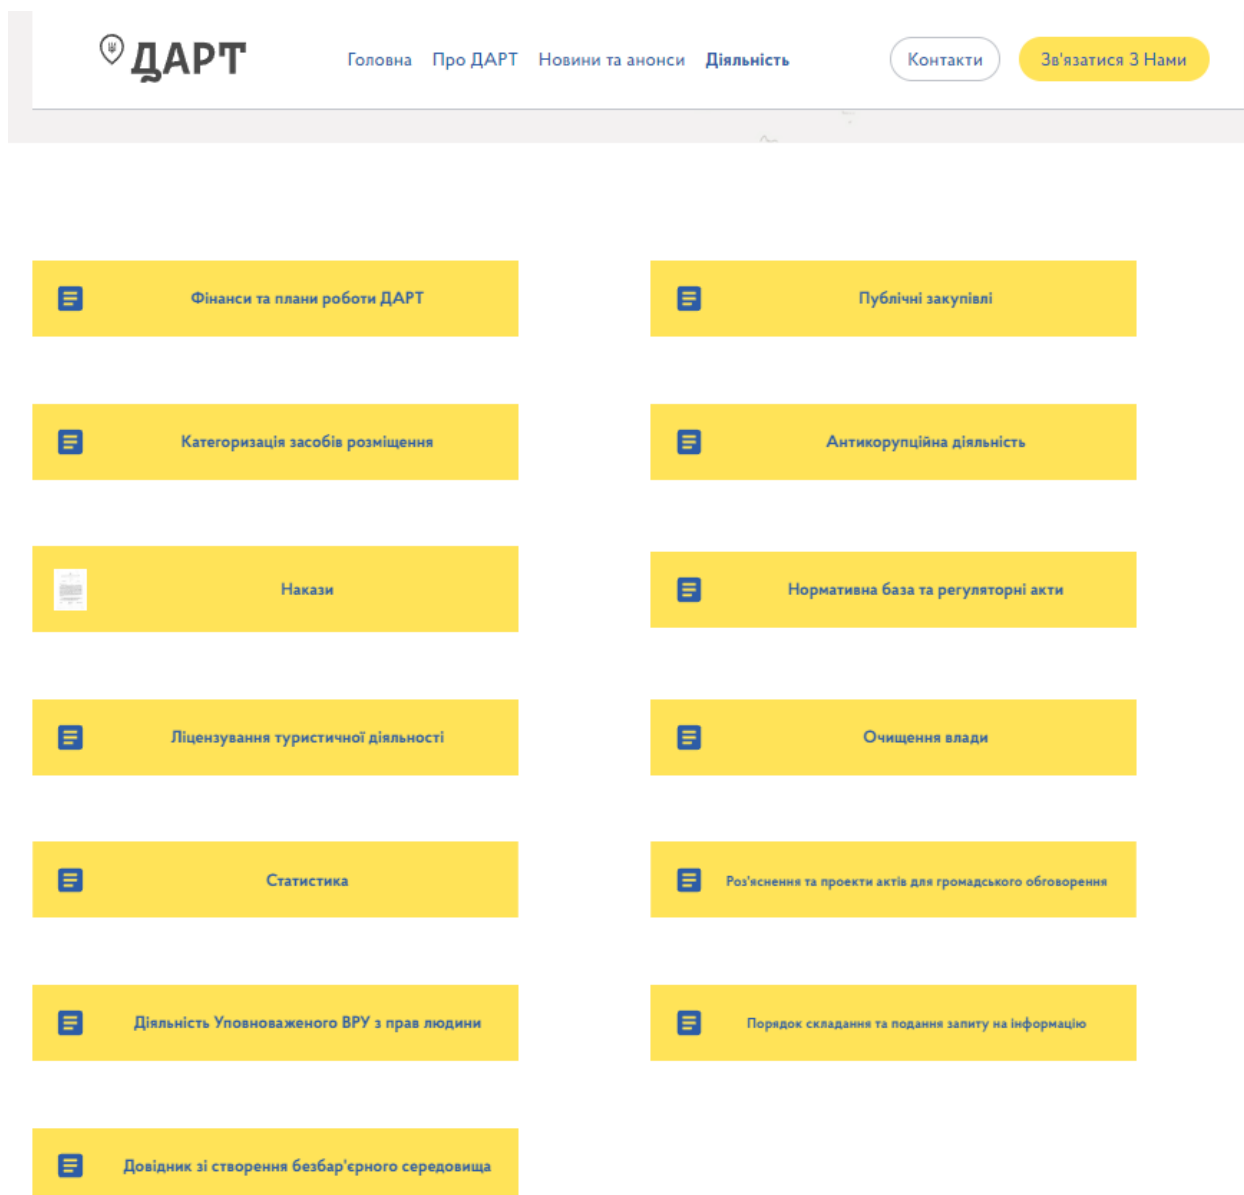 ДАРТ
Головна Про ДАРТ Новини та анонси Діяльність Контакти Зв'язатися З Нами
Фінанси та плани роботи ДАРТ
Публічні закупівлі
Категоризація засобів розміщення
Антикорупційна діяльність
Накази
Нормативна база та регуляторні акти
Ліцензування туристичної діяльності
Очищення влади
Статистика
Роз'яснення та проекти актів для громадського обговорення
Діяльність Уповноваженого ВРУ з прав людини
Порядок складання та подання запиту на інформацію
Довідник зі створення безбар'єрного середовища